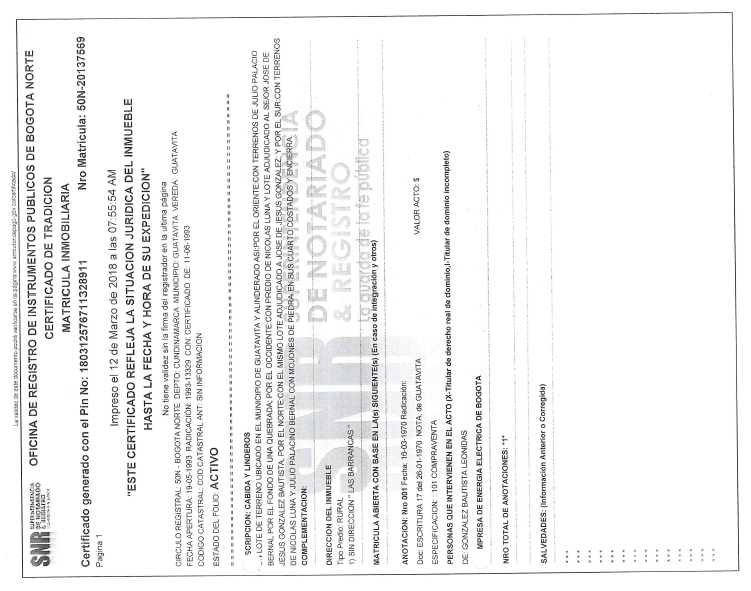 La validez de este documento podrá verificarse en la página www.snrbotondepago.gov.co/certificado/
SNR SUPERINTENDENCIA
DE NOTARIADO
& REGISTRO
La guarda de la fe pública
OFICINA DE REGISTRO DE INSTRUMENTOS PUBLICOS DE BOGOTA NORTE
CERTIFICADO DE TRADICION
MATRICULA INMOBILIARIA
Certificado generado con el Pin No: 180312576711328911
Nro Matrícula: 50N-20137569
Pagina 1
Impreso el 12 de Marzo de 2018 a las 07:55:54 AM
"ESTE CERTIFICADO REFLEJA LA SITUACION JURIDICA DEL INMUEBLE
HASTA LA FECHA Y HORA DE SU EXPEDICION"
No tiene validez sin la firma del registrador en la ultima página
CIRCULO REGISTRAL: 50N - BOGOTA NORTE DEPTO: CUNDINAMARCA MUNICIPIO: GUATAVITA VEREDA: GUATAVITA
FECHA APERTURA: 19-05-1993 RADICACIÓN: 1993-13329 CON: CERTIFICADO DE: 11-06-1993
CODIGO CATASTRAL: COD CATASTRAL ANT: SIN INFORMACION
ESTADO DEL FOLIO: ACTIVO
SCRIPCION: CABIDA Y LINDEROS
LOTE DE TERRENO UBICADO EN EL MUNICIPIO DE GUATAVITA Y ALINDERADO ASI:POR EL ORIENTE:CON TERRENOS DE JULIO PALACIO
BERNAL,POR EL FONDO DE UNA QUEBRADA; POR EL OCCIDENTE:CON PREDIO DE NICOLAS LUNA Y LOTE ADJUDICADO AL SE/OR JOSE DE
JESUS GONZALEZ BAUTISTA, POR EL NORTE:CON EL MISMO LOTE ADJUDICADO A JOSE DE JESUS GONZALEZ, Y POR EL SUR:CON TERRENOS
DE NICOLAS LUNA Y JULIO PALACINO BERNAL CON MOJONES DE PIEDRA EN SUS CUARTO COSTADOS Y ENCIERRA.
COMPLEMENTACION:
SNR SUPERINTENDENCIA
DE NOTARIADO
& REGISTRO
La guarda de la fe pública
DIRECCION DEL INMUEBLE
Tipo Predio: RURAL
1) SIN DIRECCION " LAS BARRANCAS "
MATRICULA ABIERTA CON BASE EN LA(s) SIGUIENTE(s) (En caso de integración y otros)
ANOTACION: Nro 001 Fecha: 16-03-1970 Radicación:
Doc: ESCRITURA 17 del 26-01-1970 NOTA. de GUATAVITA
VALOR ACTO: $
ESPECIFICACION: : 101 COMPRAVENTA
PERSONAS QUE INTERVIENEN EN EL ACTO (X-Titular de derecho real de dominio,I-Titular de dominio incompleto)
DE: GONZALEZ BAUTISTA LEONIDAS
MPRESA DE ENERGIA ELECTRICA DE BOGOTA
NRO TOTAL DE ANOTACIONES: *1*
SALVEDADES: (Información Anterior o Corregida)
***
***
***
***
***
***
***
***
***
***
***